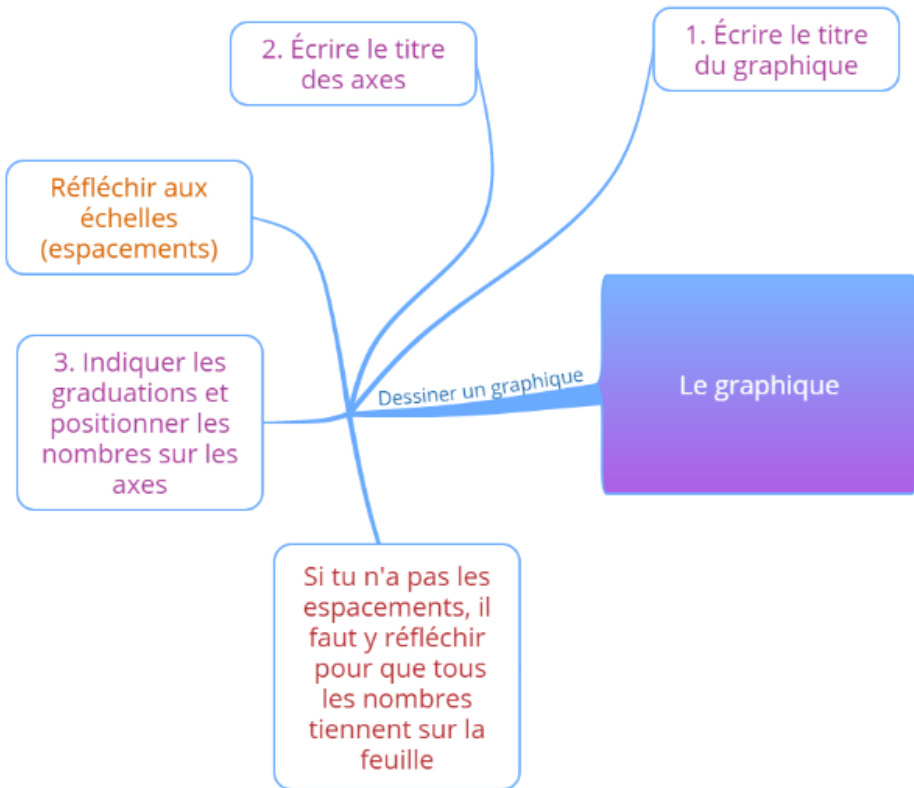 1. Écrire le titre
du graphique
2. Écrire le titre
des axes
Réfléchir aux
échelles
(espacements)
3. Indiquer les
graduations et
positionner les
nombres sur les
axes
Si tu n'a pas les
espacements, il
faut y réfléchir
pour que tous
les nombres
tiennent sur la
feuille
Dessiner un graphique
Le graphique